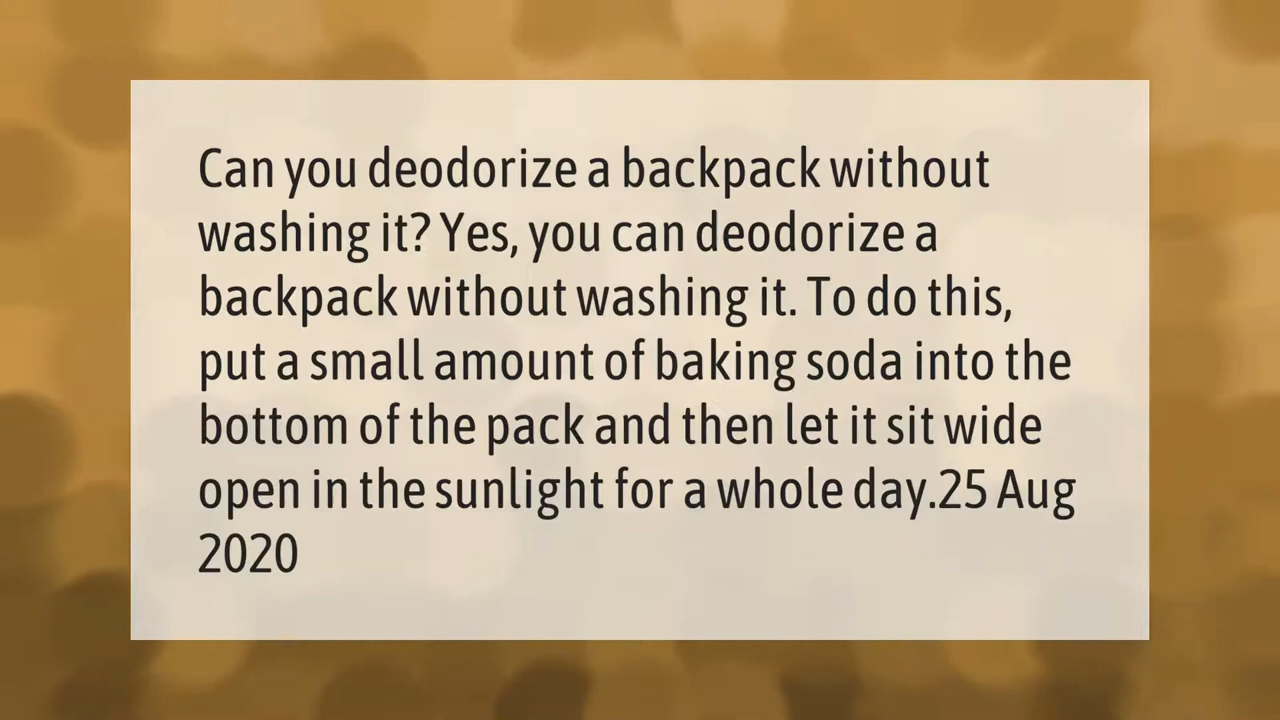 Can you deodorize a backpack without
washing it? Yes, you can deodorize a
backpack without washing it. To do this,
put a small amount of baking soda into the
bottom of the pack and then let it sit wide
open in the sunlight for a whole day.25 Aug
2020